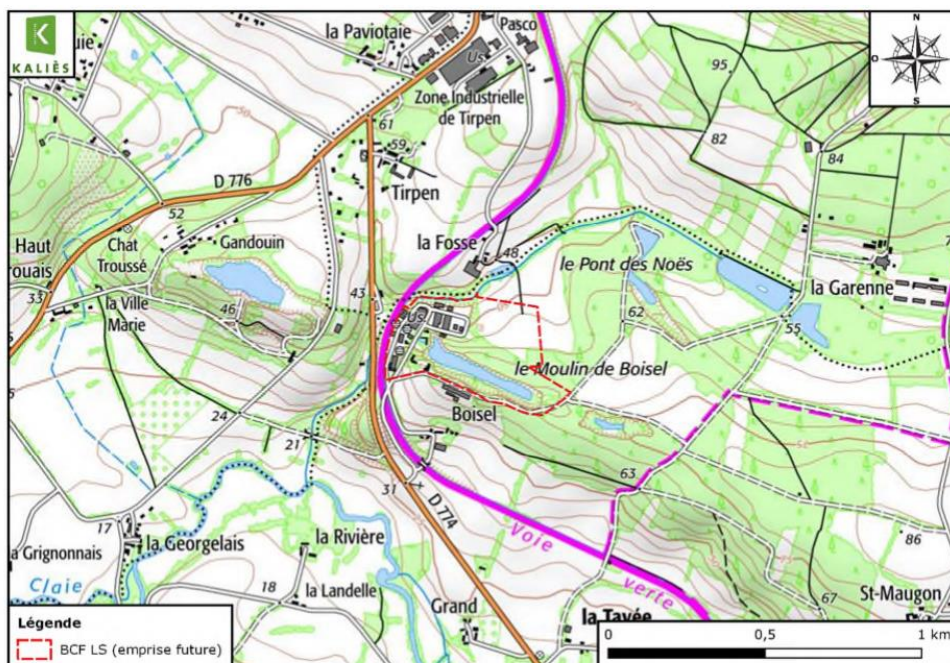 K
KALIÈS
la Paviotaie
Pasco
Us
Zone Industrielle
de Tirpen
N
O
S
95
82
84
50
75
61
59
Tirpen
D 776
52
Haut
Chat
Troussé
Gandouin
la Fosse
48
le Pont des Noës
la Garenne
33
la Ville
Marie
46
43
Us
62
55
le Moulin de Boisel
Boisel
24
21
31
D 774
63
17
la Georgelais
la Rivière
Voie
verte
86
a Grignonnais
Claie
18
la Landelle
Grand
la Tavée
67
St-Maugon
Légende
BCF LS (emprise future)
0
0,5
1 km